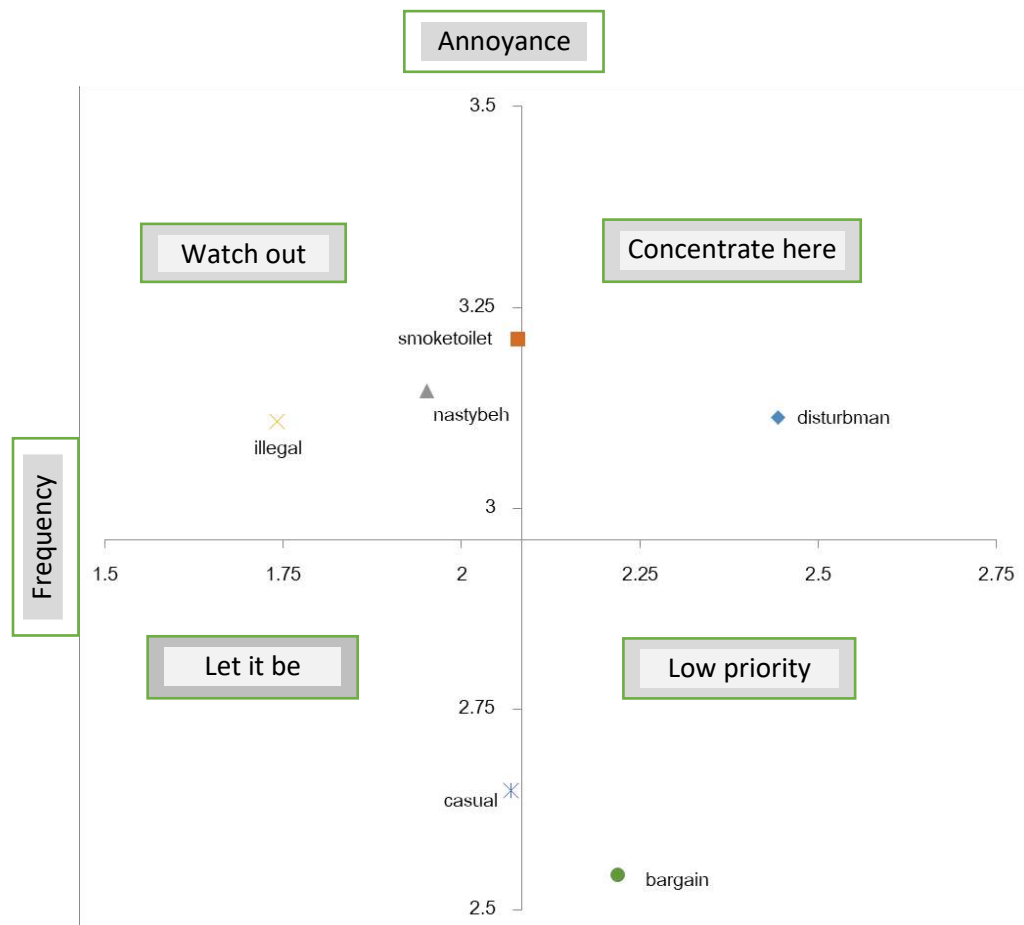 Annoyance
3.5
Watch out
Concentrate here
3.25
smoketoilet
nastybeh
disturbman
illegal
3
Frequency
1.5
1.75
2
2.25
2.5
2.75
Let it be
Low priority
2.75
casual
bargain
2.5